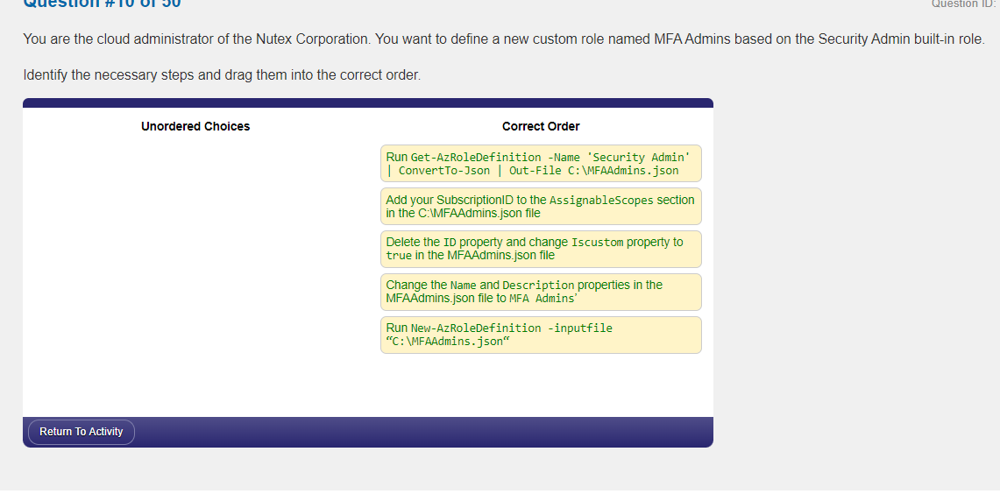 Question #10 of 50
Question ID:
You are the cloud administrator of the Nutex Corporation. You want to define a new custom role named MFA Admins based on the Security Admin built-in role.
Identify the necessary steps and drag them into the correct order.
Unordered Choices
Correct Order
Run Get-AzRoleDefinition -Name 'Security Admin'
| ConvertTo-Json | Out-File C:\MFAAdmins.json
Add your SubscriptionID to the AssignableScopes section
in the C:\MFAAdmins.json file
Delete the ID property and change Iscustom property to
true in the MFAAdmins.json file
Change the Name and Description properties in the
MFAAdmins.json file to MFA Admins'
Run New-AzRoleDefinition -inputfile
“C:\MFAAdmins.json“
Return To Activity